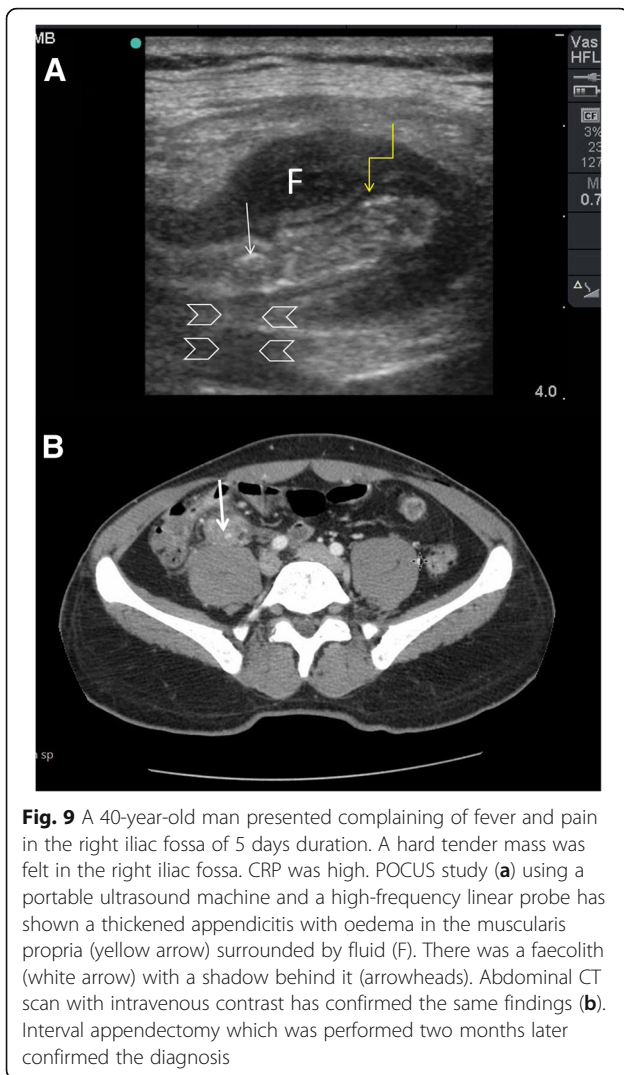 MB
A
Vas
HFL
CF
3%
23
127
MI
0.7
F
4.0
B
sp
Fig. 9 A 40-year-old man presented complaining of fever and pain
in the right iliac fossa of 5 days duration. A hard tender mass was
felt in the right iliac fossa. CRP was high. POCUS study (a) using a
portable ultrasound machine and a high-frequency linear probe has
shown a thickened appendicitis with oedema in the muscularis
propria (yellow arrow) surrounded by fluid (F). There was a faecolith
(white arrow) with a shadow behind it (arrowheads). Abdominal CT
scan with intravenous contrast has confirmed the same findings (b).
Interval appendectomy which was performed two months later
confirmed the diagnosis